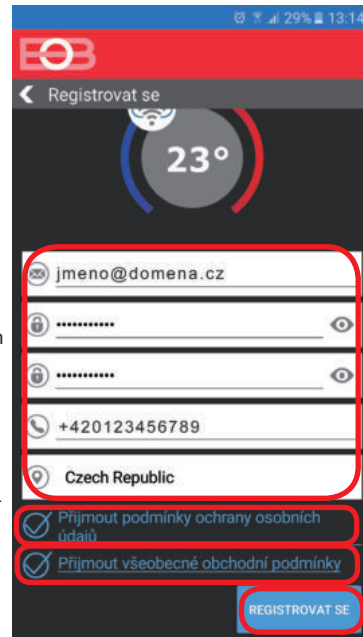 29% 13:14
EOB
Registrovat se
23°
jmeno@domena.cz
•••••••••••
•••••••••••
+420123456789
Czech Republic
Přijmout podmínky ochrany osobních
údajů
Přijmout všeobecné obchodní podmínky
REGISTROVAT SE